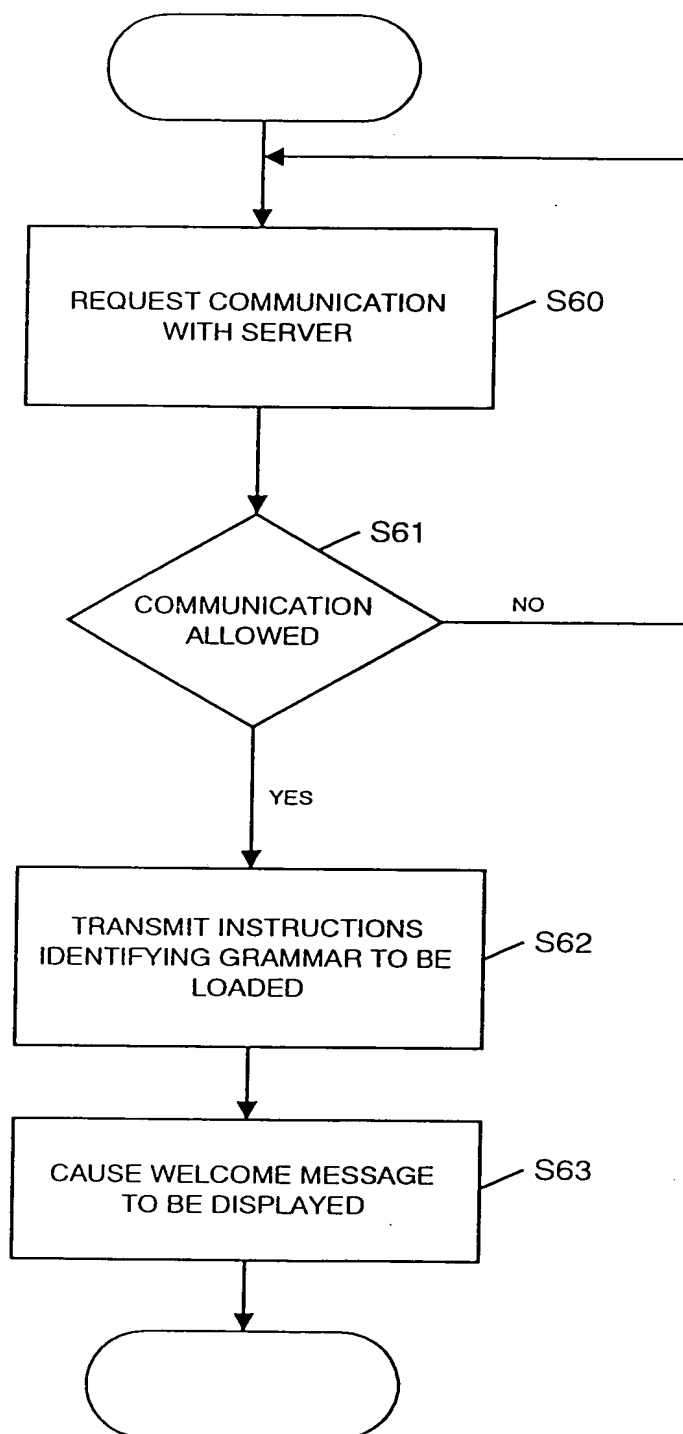 REQUEST COMMUNICATION
WITH SERVER
S60
S61
COMMUNICATION
ALLOWED
NO
YES
TRANSMIT INSTRUCTIONS
IDENTIFYING GRAMMAR TO BE
LOADED
S62
CAUSE WELCOME MESSAGE
TO BE DISPLAYED
S63